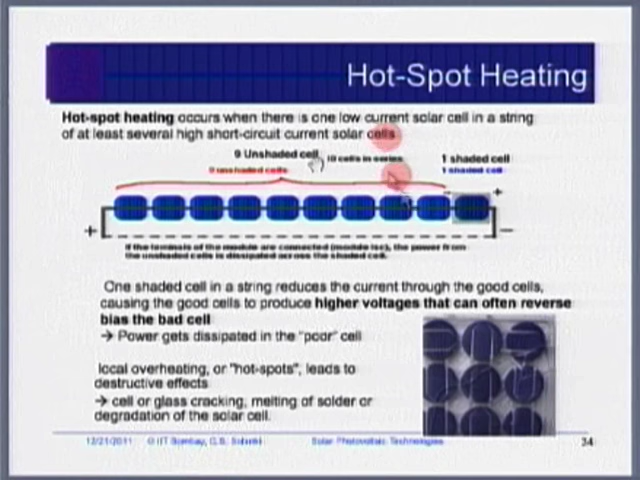 Hot-Spot Heating
Hot-spot heating occurs when there is one low current solar cell in a string
of at least several high short-circuit current solar cells
9 Unshaded cell
10 cells in series
1 shaded cell
9 unshaded cells
1 shaded cell
- +
+ -
If the terminals of the module are connected (module Isc), the power from
the unshaded cells is dissipated across the shaded cell.
One shaded cell in a string reduces the current through the good cells,
causing the good cells to produce higher voltages that can often reverse
bias the bad cell
→ Power gets dissipated in the "poor" cell
local overheating, or "hot-spots", leads to
destructive effects
→ cell or glass cracking, melting of solder or
degradation of the solar cell.
12/21/2011 © IIT Bombay, C.S. Solanki Solar Photovoltaic Technologies 34